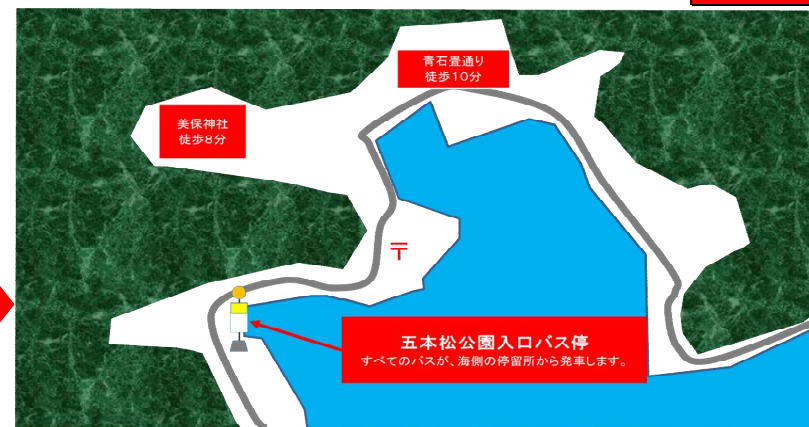 青石畳通り
徒歩10分
美保神社
徒歩8分
〒
五本松公園入口バス停
すべてのバスが、海側の停留所から発車します。